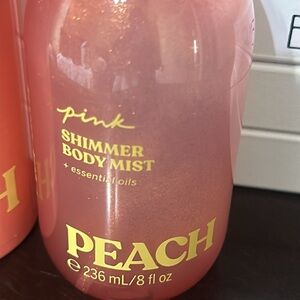 pink
SHIMMER
BODY MIST
+ essential oils
PEACH
℮ 236 mL/8 fl oz
H
E